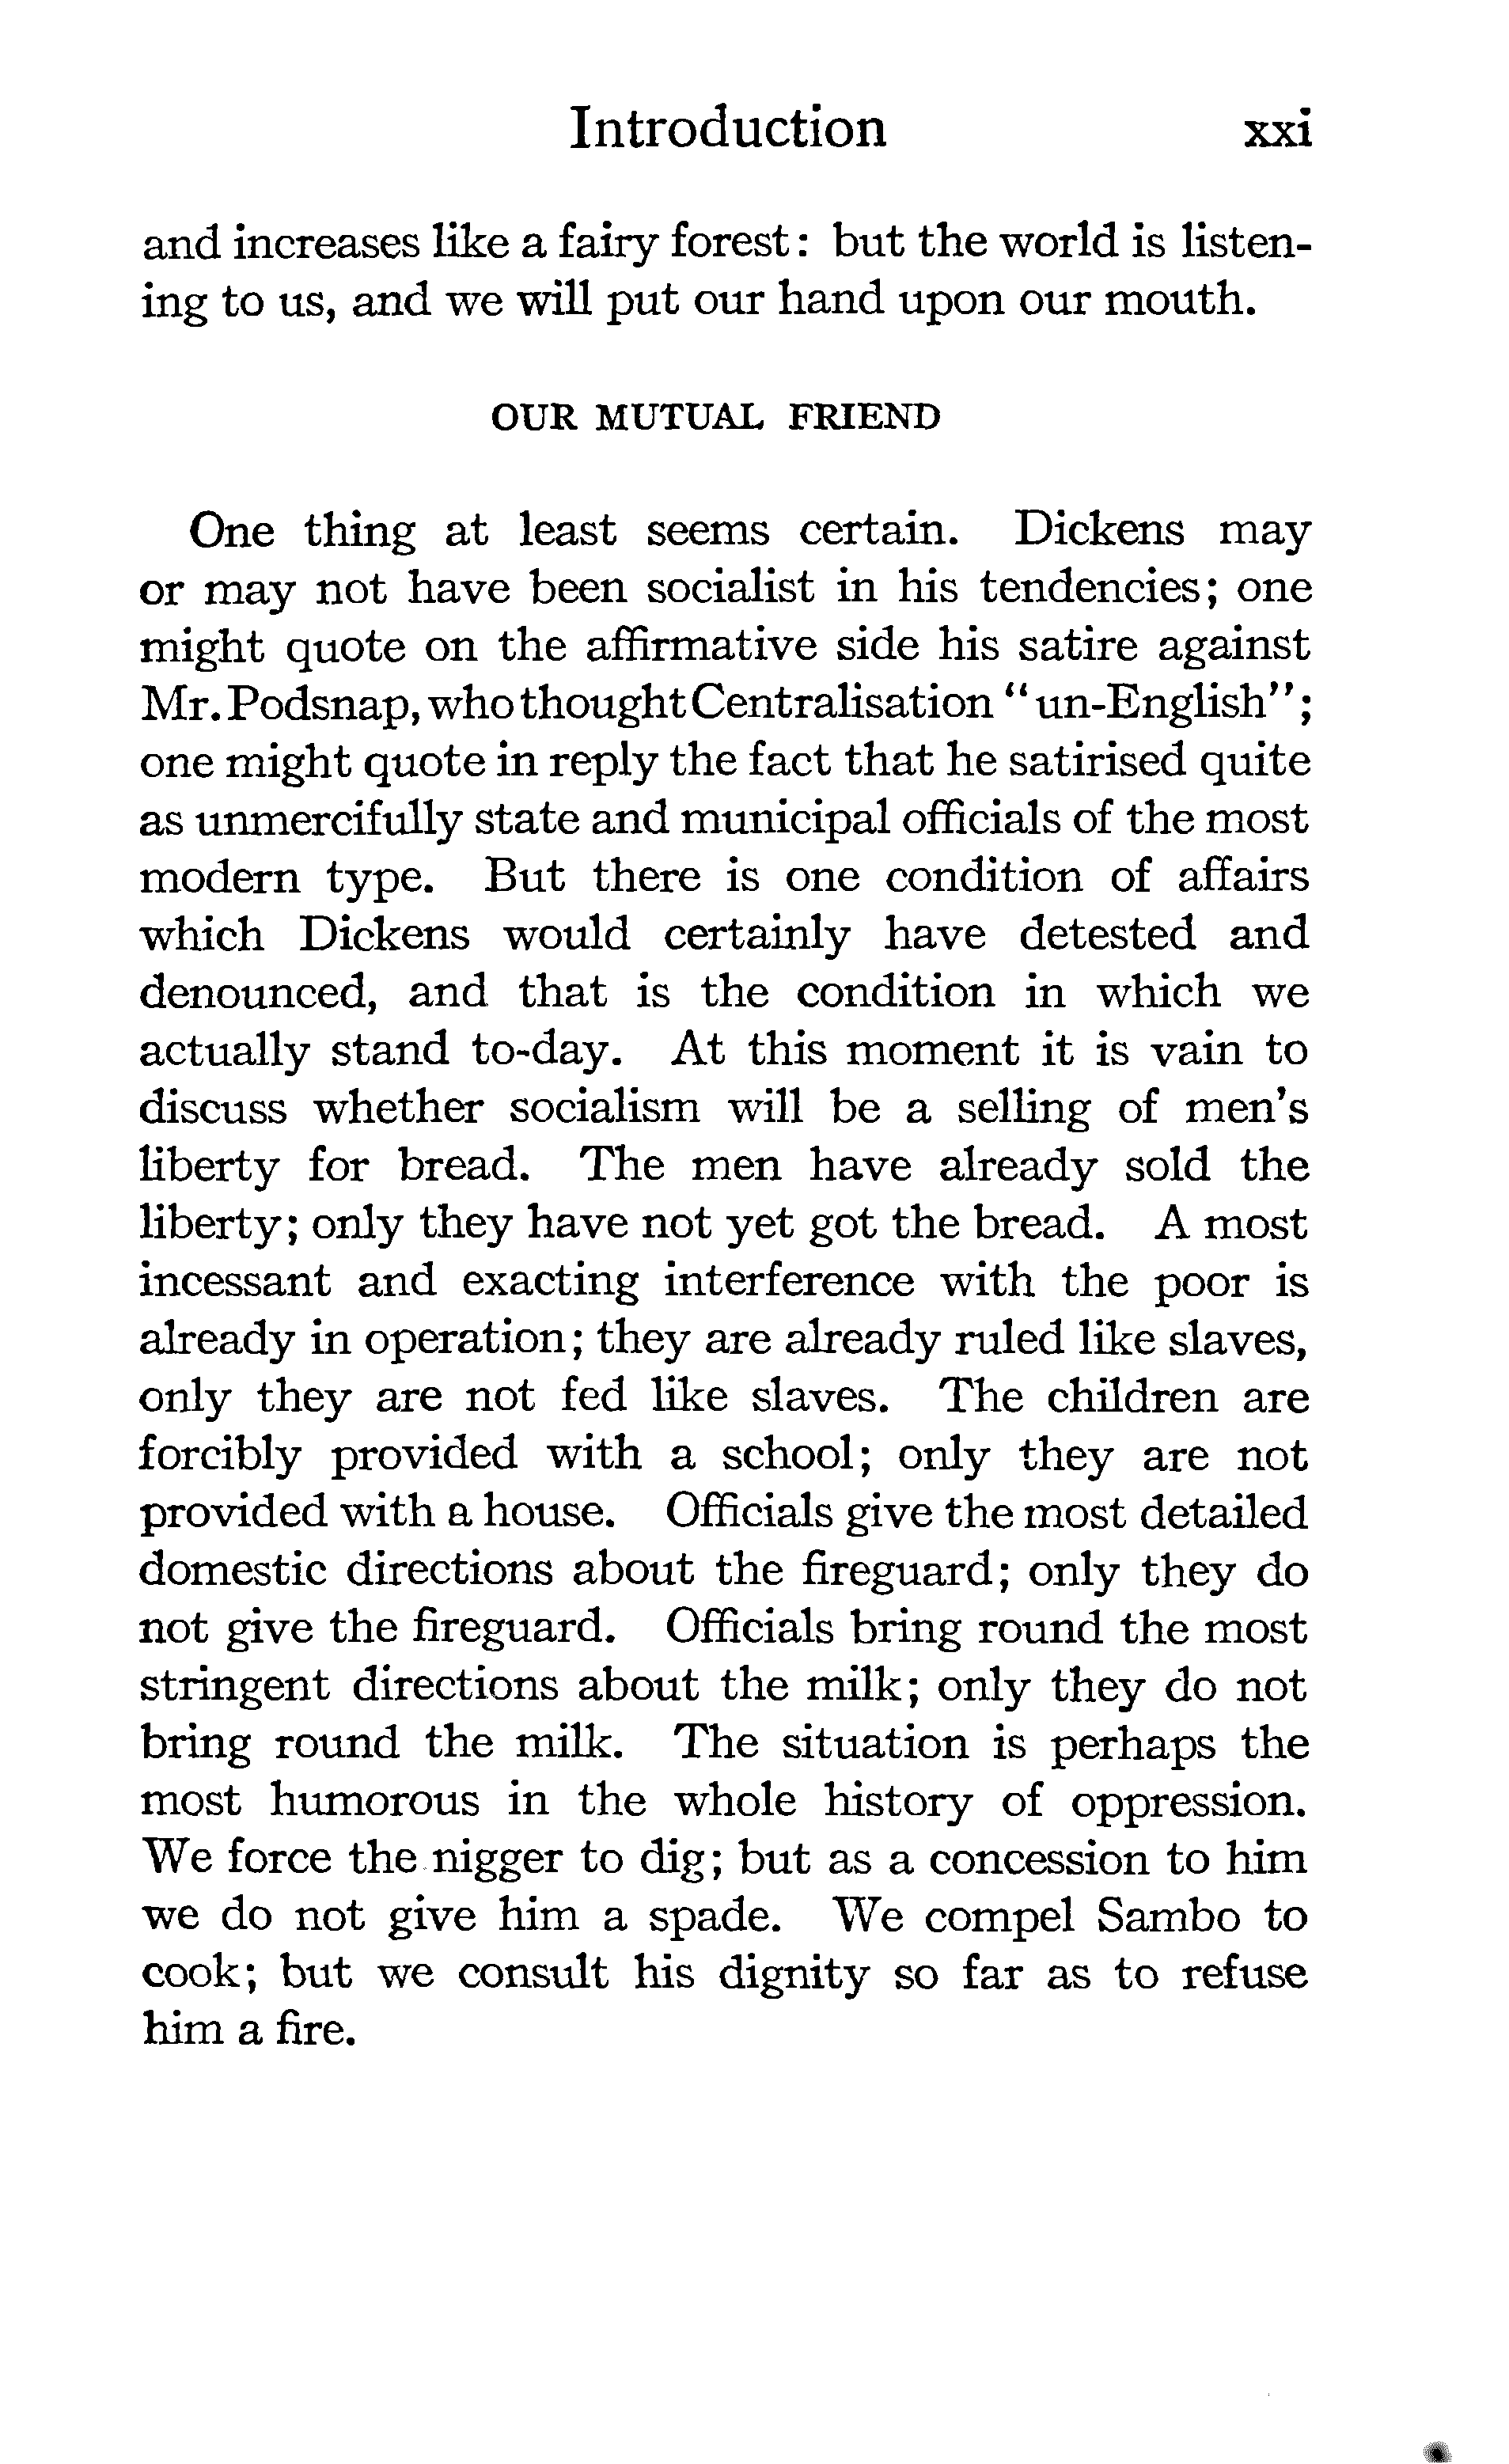 Introduction xxi
and increases like a fairy forest: but the world is listen-
ing to us, and we will put our hand upon our mouth.
OUR MUTUAL FRIEND
One thing at least seems certain. Dickens may
or may not have been socialist in his tendencies; one
might quote on the affirmative side his satire against
Mr. Podsnap, who thought Centralisation "un-English";
one might quote in reply the fact that he satirised quite
as unmercifully state and municipal officials of the most
modern type. But there is one condition of affairs
which Dickens would certainly have detested and
denounced, and that is the condition in which we
actually stand to-day. At this moment it is vain to
discuss whether socialism will be a selling of men's
liberty for bread. The men have already sold the
liberty; only they have not yet got the bread. A most
incessant and exacting interference with the poor is
already in operation; they are already ruled like slaves,
only they are not fed like slaves. The children are
forcibly provided with a school; only they are not
provided with a house. Officials give the most detailed
domestic directions about the fireguard; only they do
not give the fireguard. Officials bring round the most
stringent directions about the milk; only they do not
bring round the milk. The situation is perhaps the
most humorous in the whole history of oppression.
We force the nigger to dig; but as a concession to him
we do not give him a spade. We compel Sambo to
cook; but we consult his dignity so far as to refuse
him a fire.